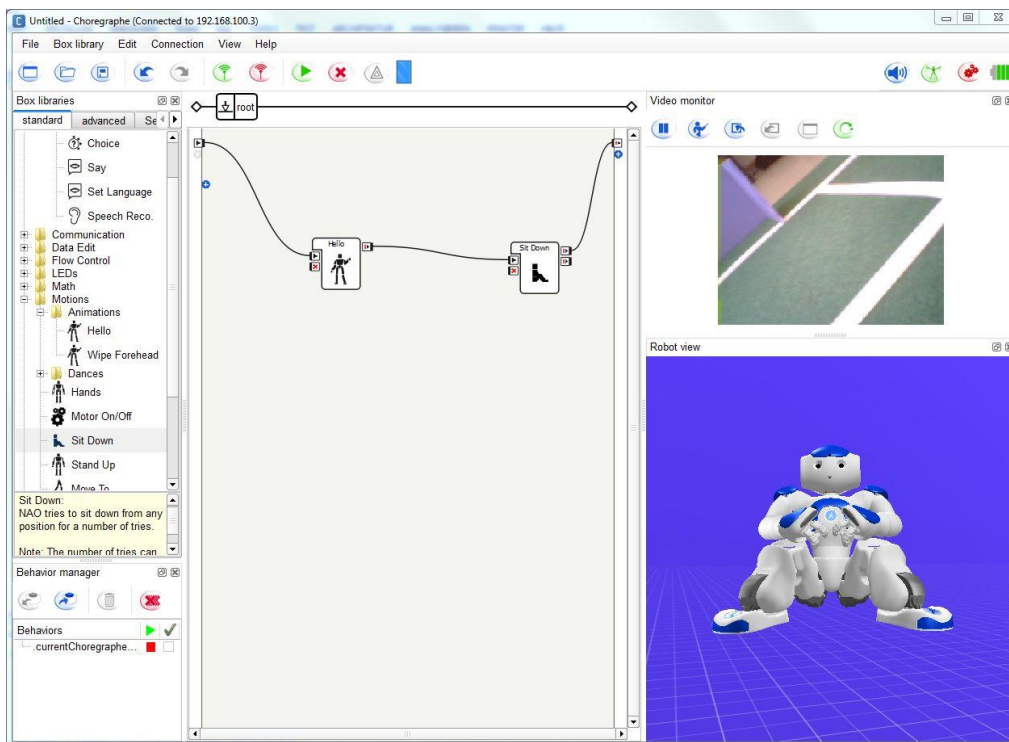 Untitled - Choregraphe (Connected to 192.168.100.3)
File Box library Edit Connection View Help
Box libraries
standard advanced Se
Choice
Say
Set Language
Speech Reco.
Communication
Data Edit
Flow Control
LEDs
Math
Motions
Animations
Hello
Wipe Forehead
Dances
Hands
Motor On/Off
Sit Down
Stand Up
Move To
Sit Down:
NAO tries to sit down from any
position for a number of tries.
Note: The number of tries can
Behavior manager
Behaviors
.currentChoregraphe...
root
Hello
Sit Down
Video monitor
Robot view